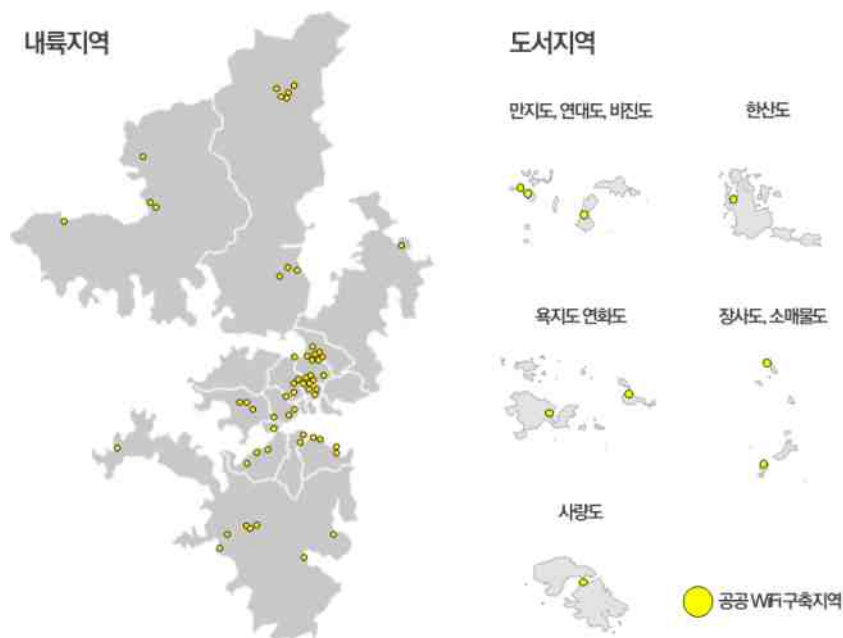 내륙지역
도서지역
만지도, 연대도, 비진도
한산도
욕지도 연화도
장사도, 소매물도
사량도
공공 WiFi 구축지역